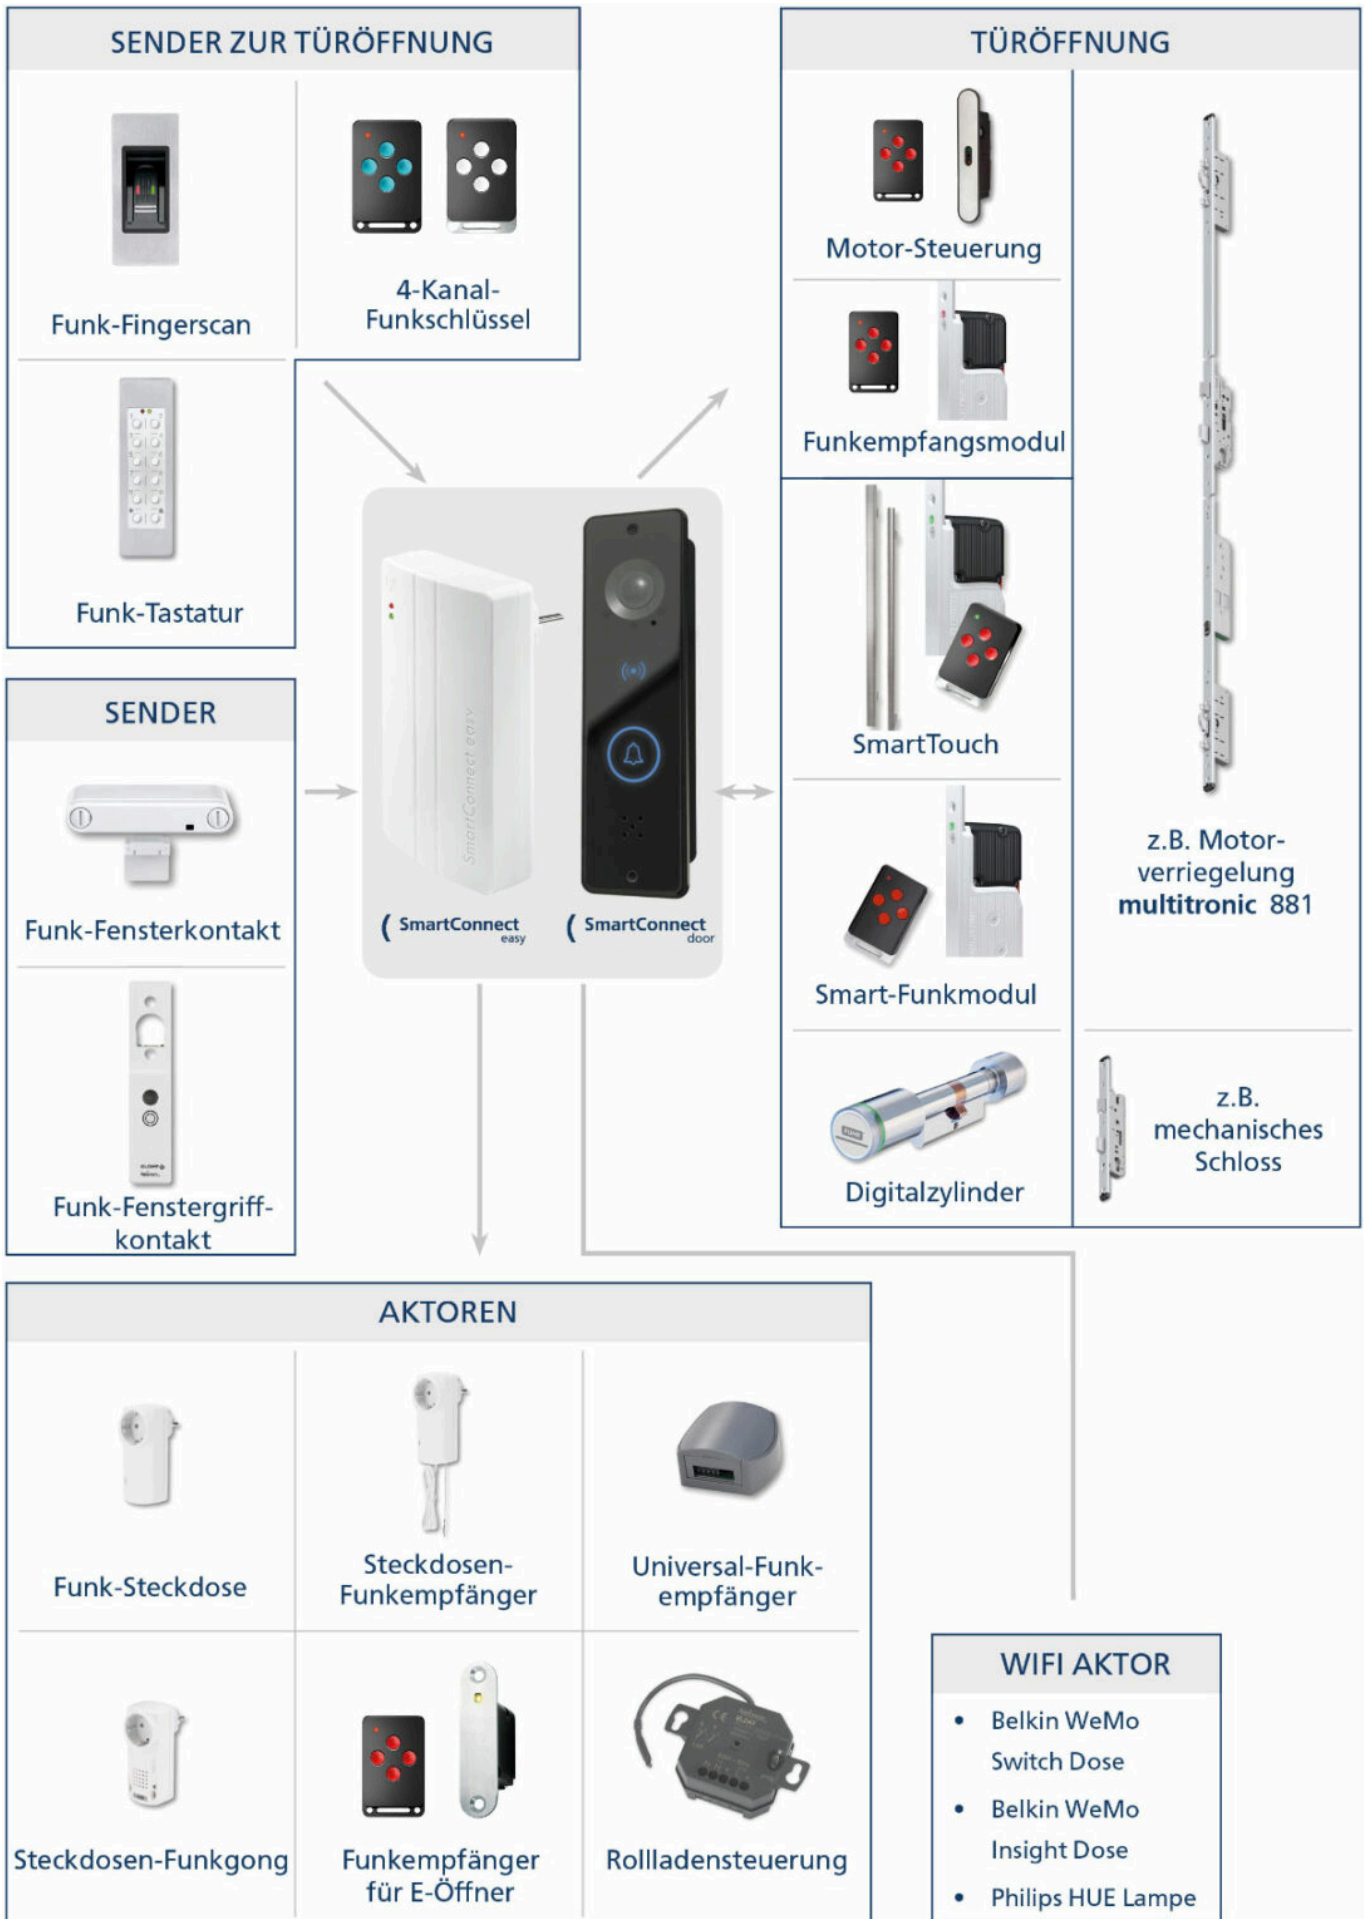 SENDER ZUR TÜRÖFFNUNG
Funk-Fingerscan
4-Kanal-
Funkschlüssel
Funk-Tastatur
SENDER
Funk-Fensterkontakt
Funk-Fenstergriff-
kontakt
SmartConnect easy
( SmartConnect
easy
( SmartConnect
door
TÜRÖFFNUNG
Motor-Steuerung
Funkempfangsmodul
SmartTouch
Smart-Funkmodul
Digitalzylinder
z.B. Motor-
verriegelung
multitronic 881
z.B.
mechanisches
Schloss
AKTOREN
Funk-Steckdose
Steckdosen-
Funkempfänger
Universal-Funk-
empfänger
Steckdosen-Funkgong
Funkempfänger
für E-Öffner
Rollladensteuerung
WIFI AKTOR
• Belkin WeMo
Switch Dose
• Belkin WeMo
Insight Dose
• Philips HUE Lampe